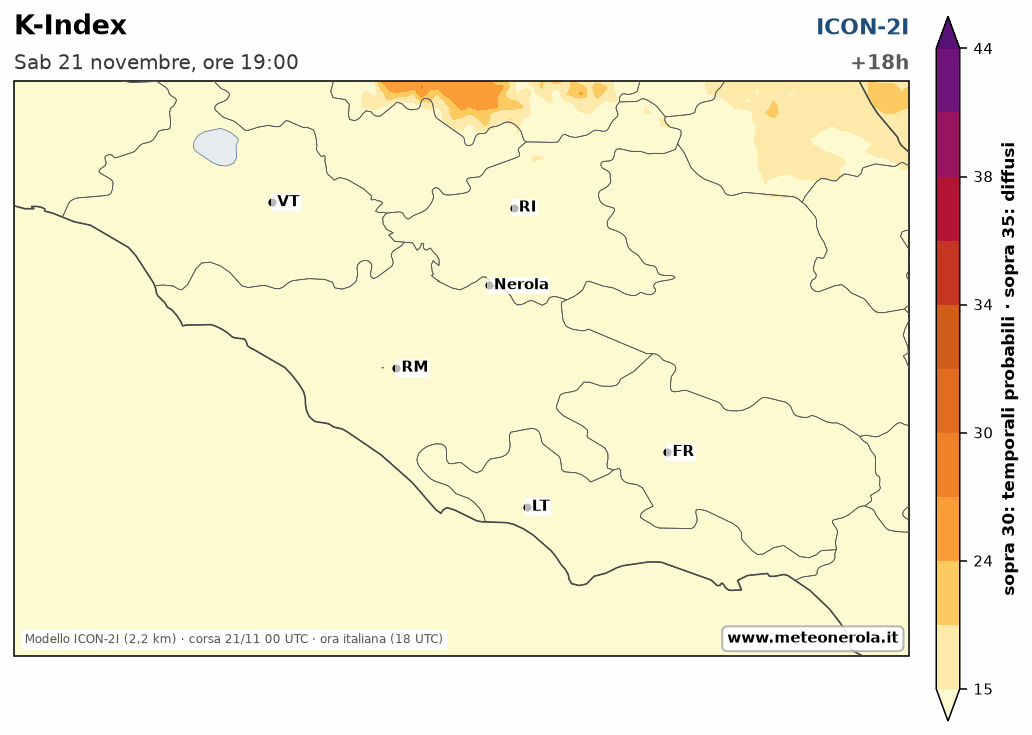 K-Index
ICON-2I
Sab 21 novembre, ore 19:00
+18h
VT
RI
Nerola
RM
FR
LT
Modello ICON-2I (2,2 km) · corsa 21/11 00 UTC · ora italiana (18 UTC)
www.meteonerola.it
44
38
34
30
24
15
sopra 30: temporali probabili · sopra 35: diffusi